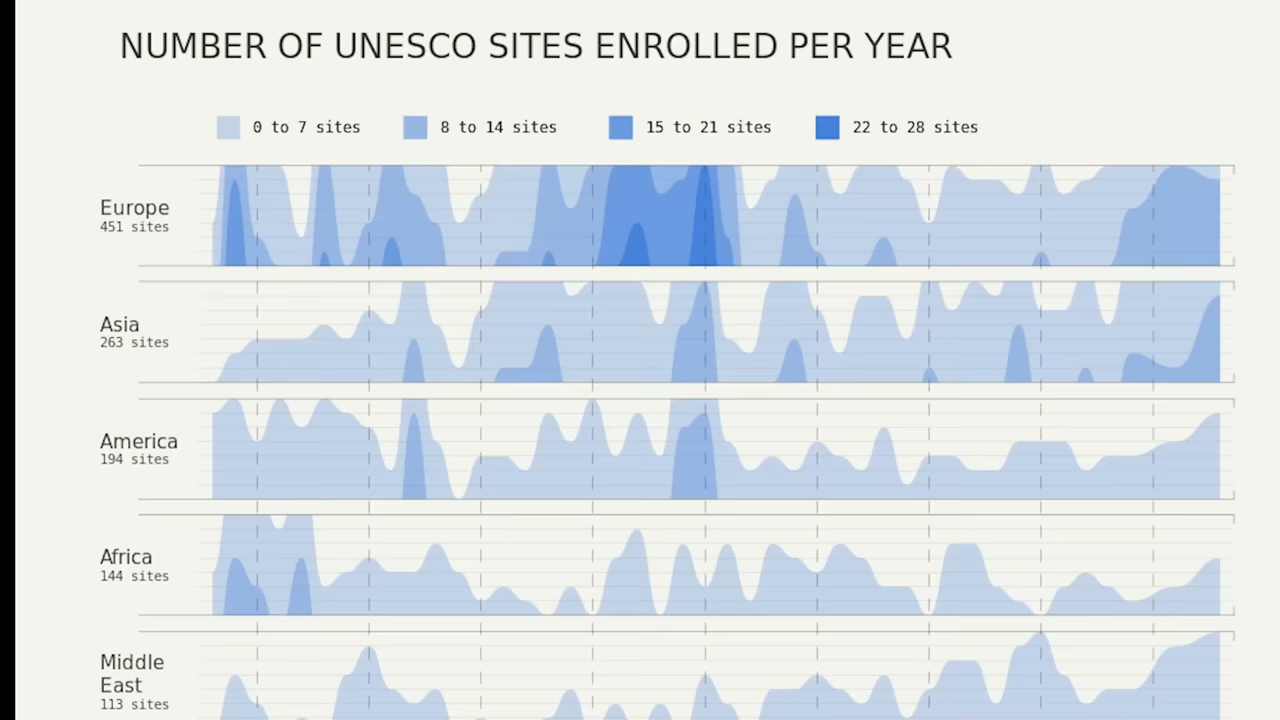 NUMBER OF UNESCO SITES ENROLLED PER YEAR
0 to 7 sites
8 to 14 sites
15 to 21 sites
22 to 28 sites
Europe
451 sites
Asia
263 sites
America
194 sites
Africa
144 sites
Middle
East
113 sites